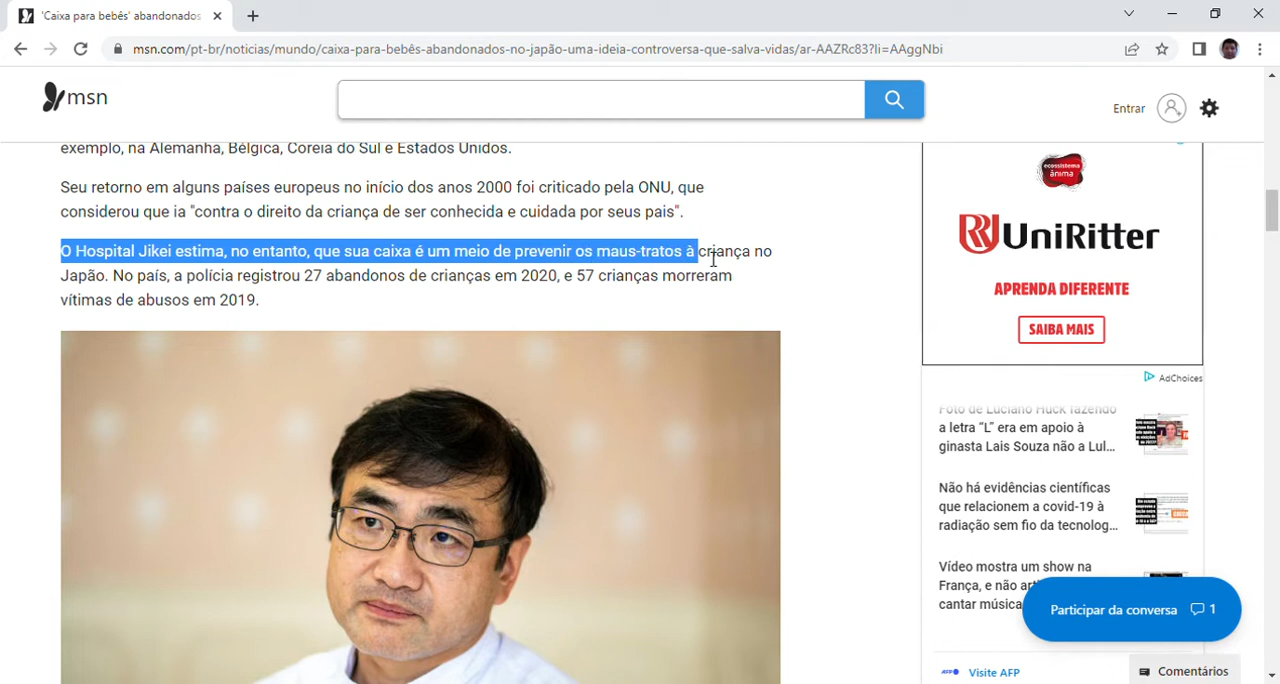 'Caixa para bebês' abandonados
msn.com/pt-br/noticias/mundo/caixa-para-bebês-abandonados-no-japão-uma-ideia-controversa-que-salva-vidas/ar-AAZRc83?li=AAggNbi
msn
Entrar
exemplo, na Alemanha, Bélgica, Coreia do Sul e Estados Unidos.
Seu retorno em alguns países europeus no início dos anos 2000 foi criticado pela ONU, que
considerou que ia "contra o direito da criança de ser conhecida e cuidada por seus pais".
O Hospital Jikei estima, no entanto, que sua caixa é um meio de prevenir os maus-tratos à criança no
Japão. No país, a polícia registrou 27 abandonos de crianças em 2020, e 57 crianças morreram
vítimas de abusos em 2019.
ecossistema
ânima
UniRitter
APRENDA DIFERENTE
SAIBA MAIS
AdChoices
Foto de Luciano Huck fazendo
a letra “L” era em apoio à
ginasta Lais Souza não a Lul...
Não há evidências científicas
que relacionem a covid-19 à
radiação sem fio da tecnolog...
Vídeo mostra um show na
França, e não
cantar música
Participar da conversa 1
Visite AFP
Comentários